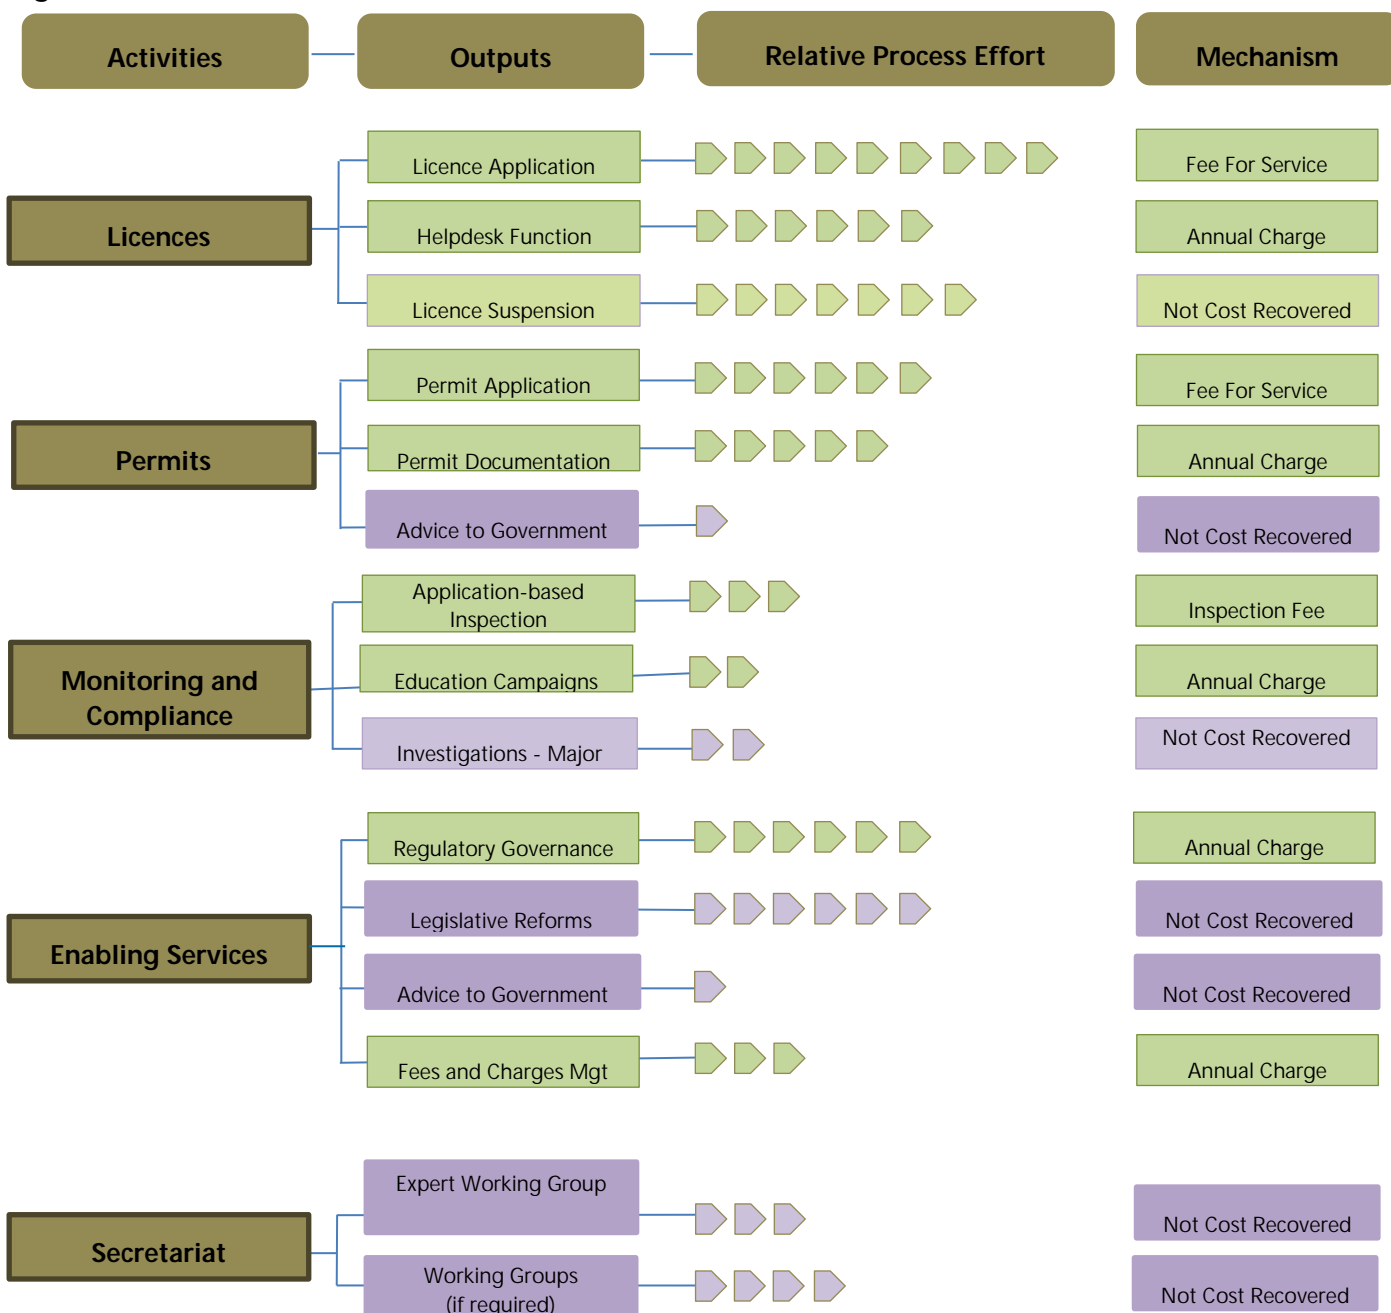 Activities
Outputs
Relative Process Effort
Mechanism
Licences
Licence Application
Fee For Service
Helpdesk Function
Annual Charge
Licence Suspension
Not Cost Recovered
Permits
Permit Application
Fee For Service
Permit Documentation
Annual Charge
Advice to Government
Not Cost Recovered
Monitoring and
Compliance
Application-based
Inspection
Inspection Fee
Education Campaigns
Annual Charge
Investigations - Major
Not Cost Recovered
Enabling Services
Regulatory Governance
Annual Charge
Legislative Reforms
Not Cost Recovered
Advice to Government
Not Cost Recovered
Fees and Charges Mgt
Annual Charge
Secretariat
Expert Working Group
Not Cost Recovered
Working Groups
(if required)
Not Cost Recovered